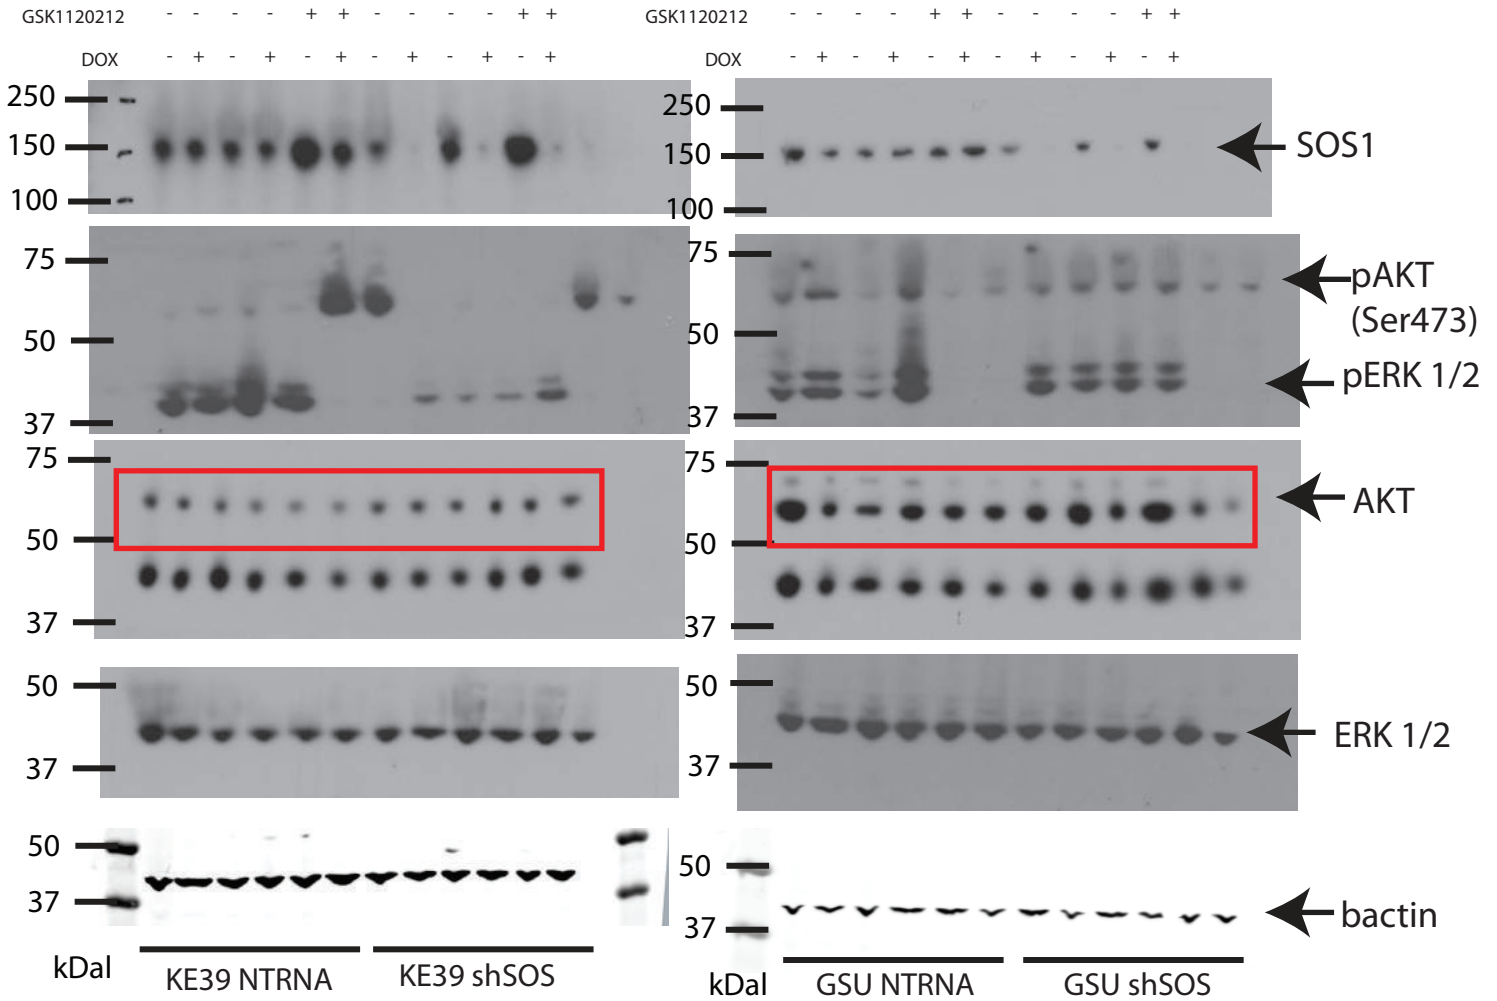 GSK1120212 - - - - + + - - - - + +
DOX - + - + - + - + - + - +
250
150
100
75
50
37
75
50
37
50
37
50
37
kDal
KE39 NTRNA
KE39 shSOS
GSK1120212 - - - - + + - - - - + +
DOX - + - + - + - + - + - +
250
150
100
SOS1
75
50
37
pAKT
(Ser473)
pERK 1/2
75
50
37
AKT
50
37
ERK 1/2
50
37
bactin
kDal
GSU NTRNA
GSU shSOS